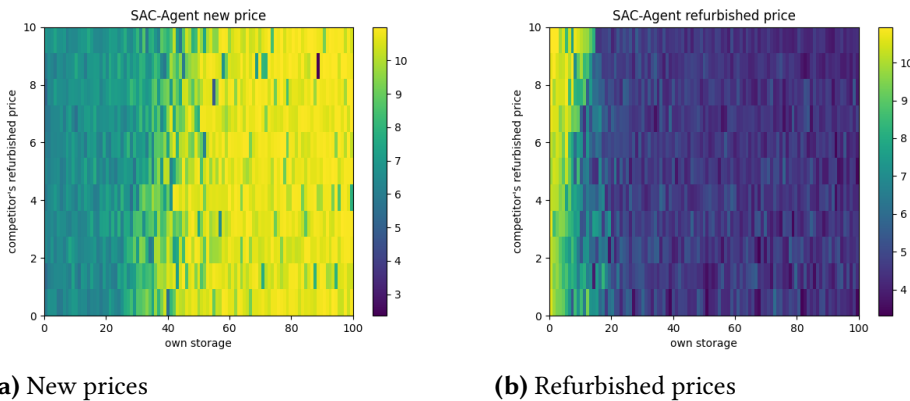 SAC-Agent new price
10
8
6
4
2
0
competitor's refurbished price
0 20 40 60 80 100
own storage
10
9
8
7
6
5
4
3
SAC-Agent refurbished price
10
8
6
4
2
0
competitor's refurbished price
0 20 40 60 80 100
own storage
10
9
8
7
6
5
4
a) New prices
(b) Refurbished prices